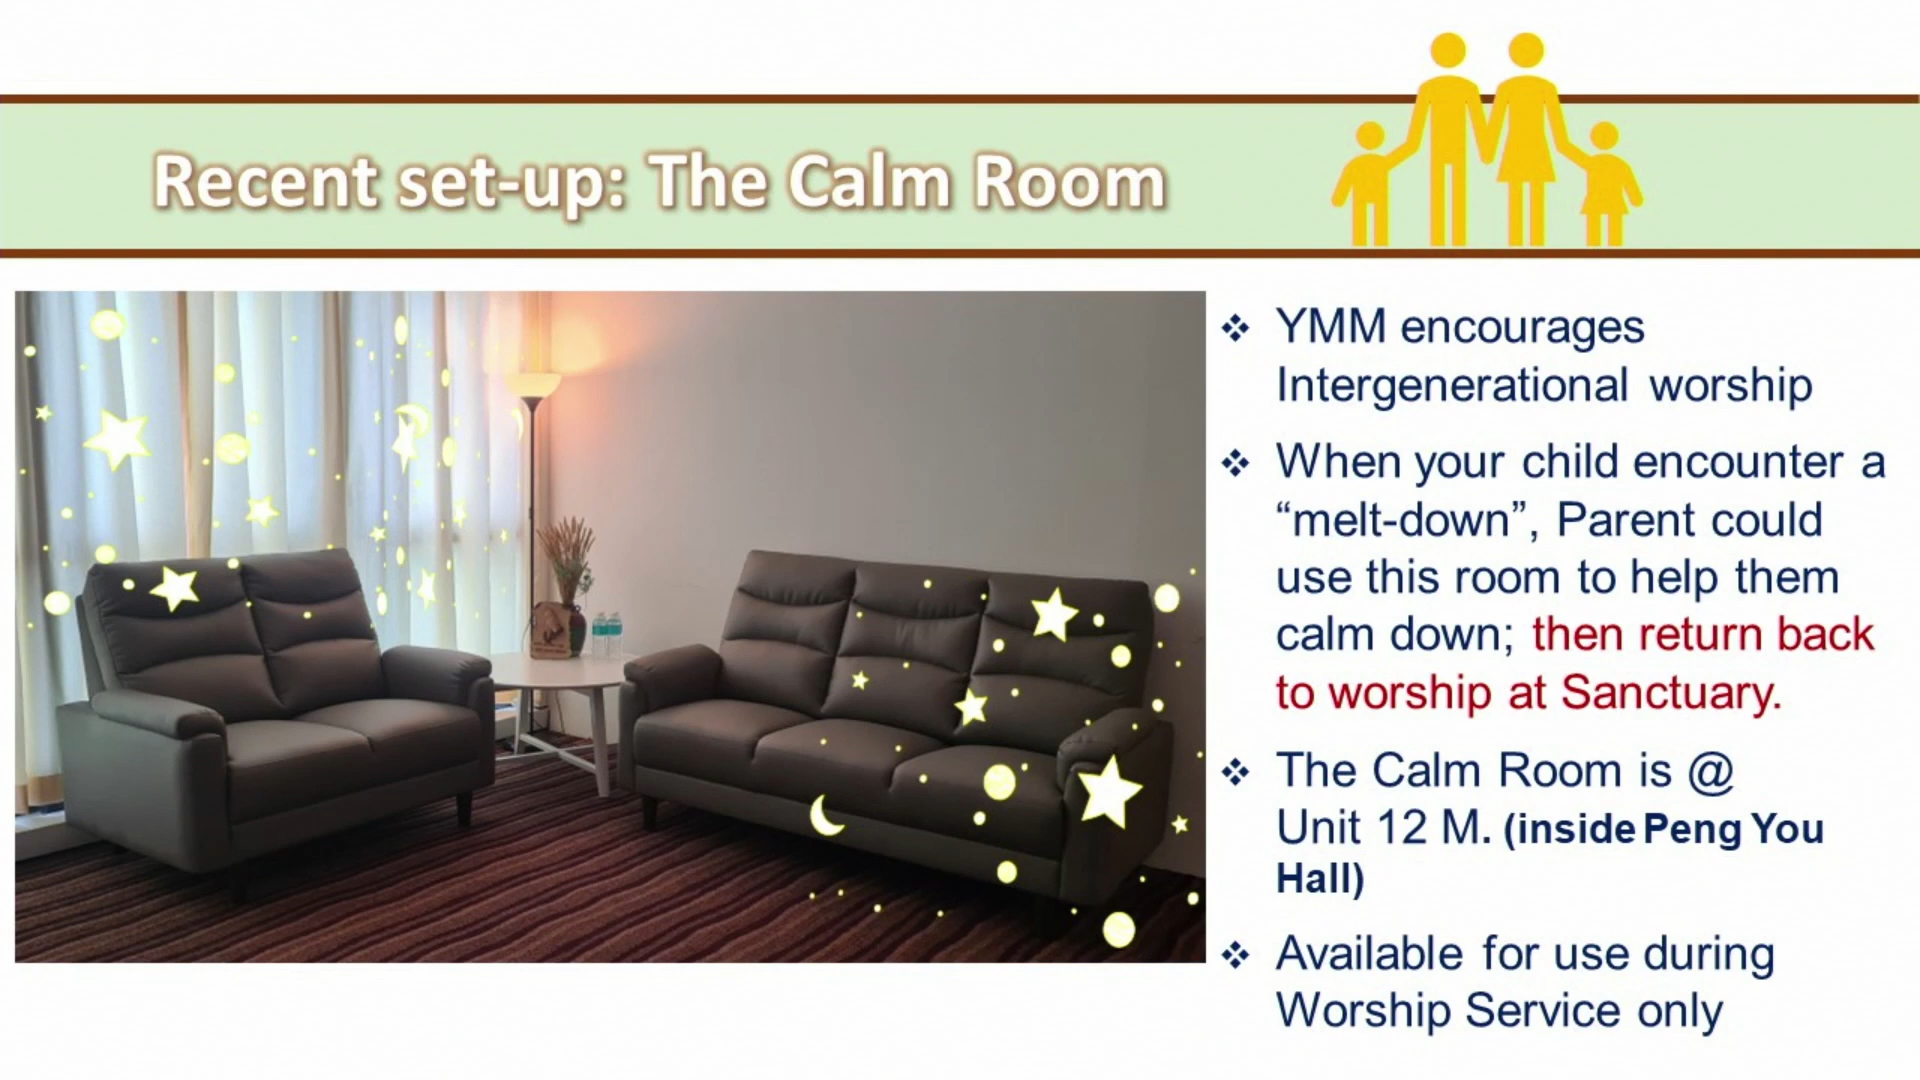 Recent set-up: The Calm Room
❖ YMM encourages
Intergenerational worship
❖ When your child encounter a
“melt-down”, Parent could
use this room to help them
calm down; then return back
to worship at Sanctuary.
❖ The Calm Room is @
Unit 12 M. (inside Peng You
Hall)
❖ Available for use during
Worship Service only